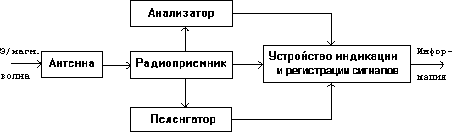 Анализатор
Э/магн.
волна
Антенна
Радиоприемник
Устройство индикации
и регистрации сигналов
Инфор-
мация
Пеленгатор